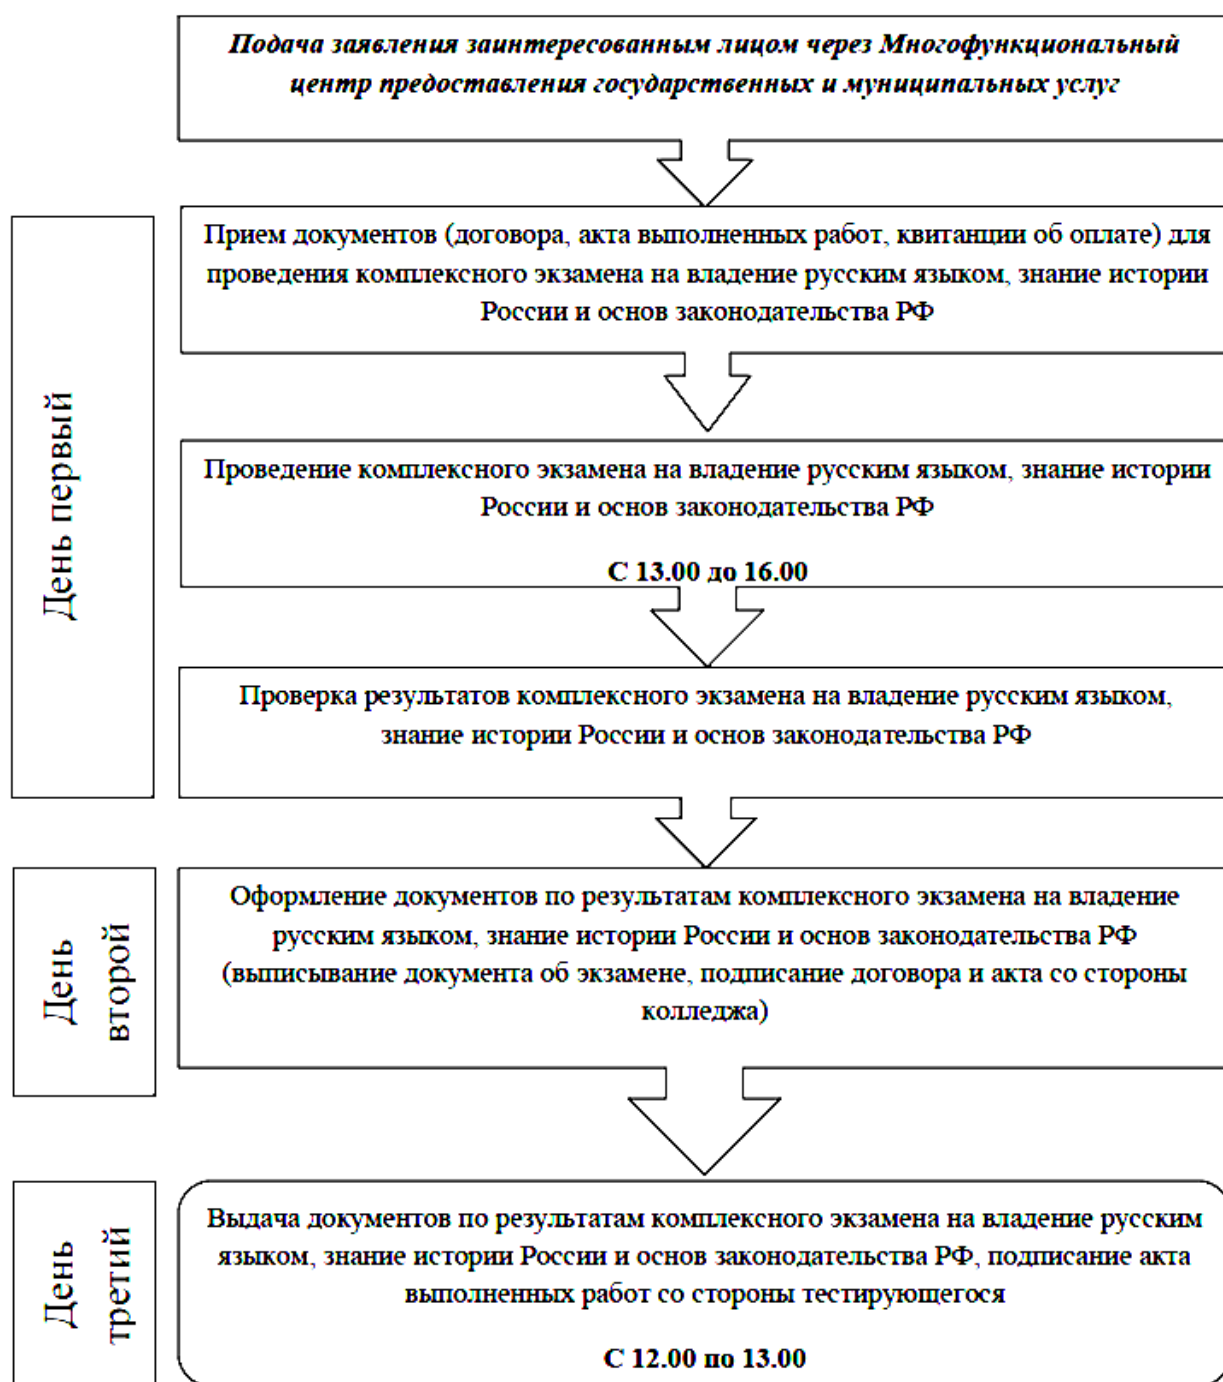 Подача заявления заинтересованным лицом через Многофункциональный
центр предоставления государственных и муниципальных услуг
День первый
Прием документов (договора, акта выполненных работ, квитанции об оплате) для
проведения комплексного экзамена на владение русским языком, знание истории
России и основ законодательства РФ
Проведение комплексного экзамена на владение русским языком, знание истории
России и основ законодательства РФ
С 13.00 до 16.00
Проверка результатов комплексного экзамена на владение русским языком,
знание истории России и основ законодательства РФ
День
второй
Оформление документов по результатам комплексного экзамена на владение
русским языком, знание истории России и основ законодательства РФ
(выписывание документа об экзамене, подписание договора и акта со стороны
колледжа)
День
третий
Выдача документов по результатам комплексного экзамена на владение русским
языком, знание истории России и основ законодательства РФ, подписание акта
выполненных работ со стороны тестирующегося
С 12.00 по 13.00